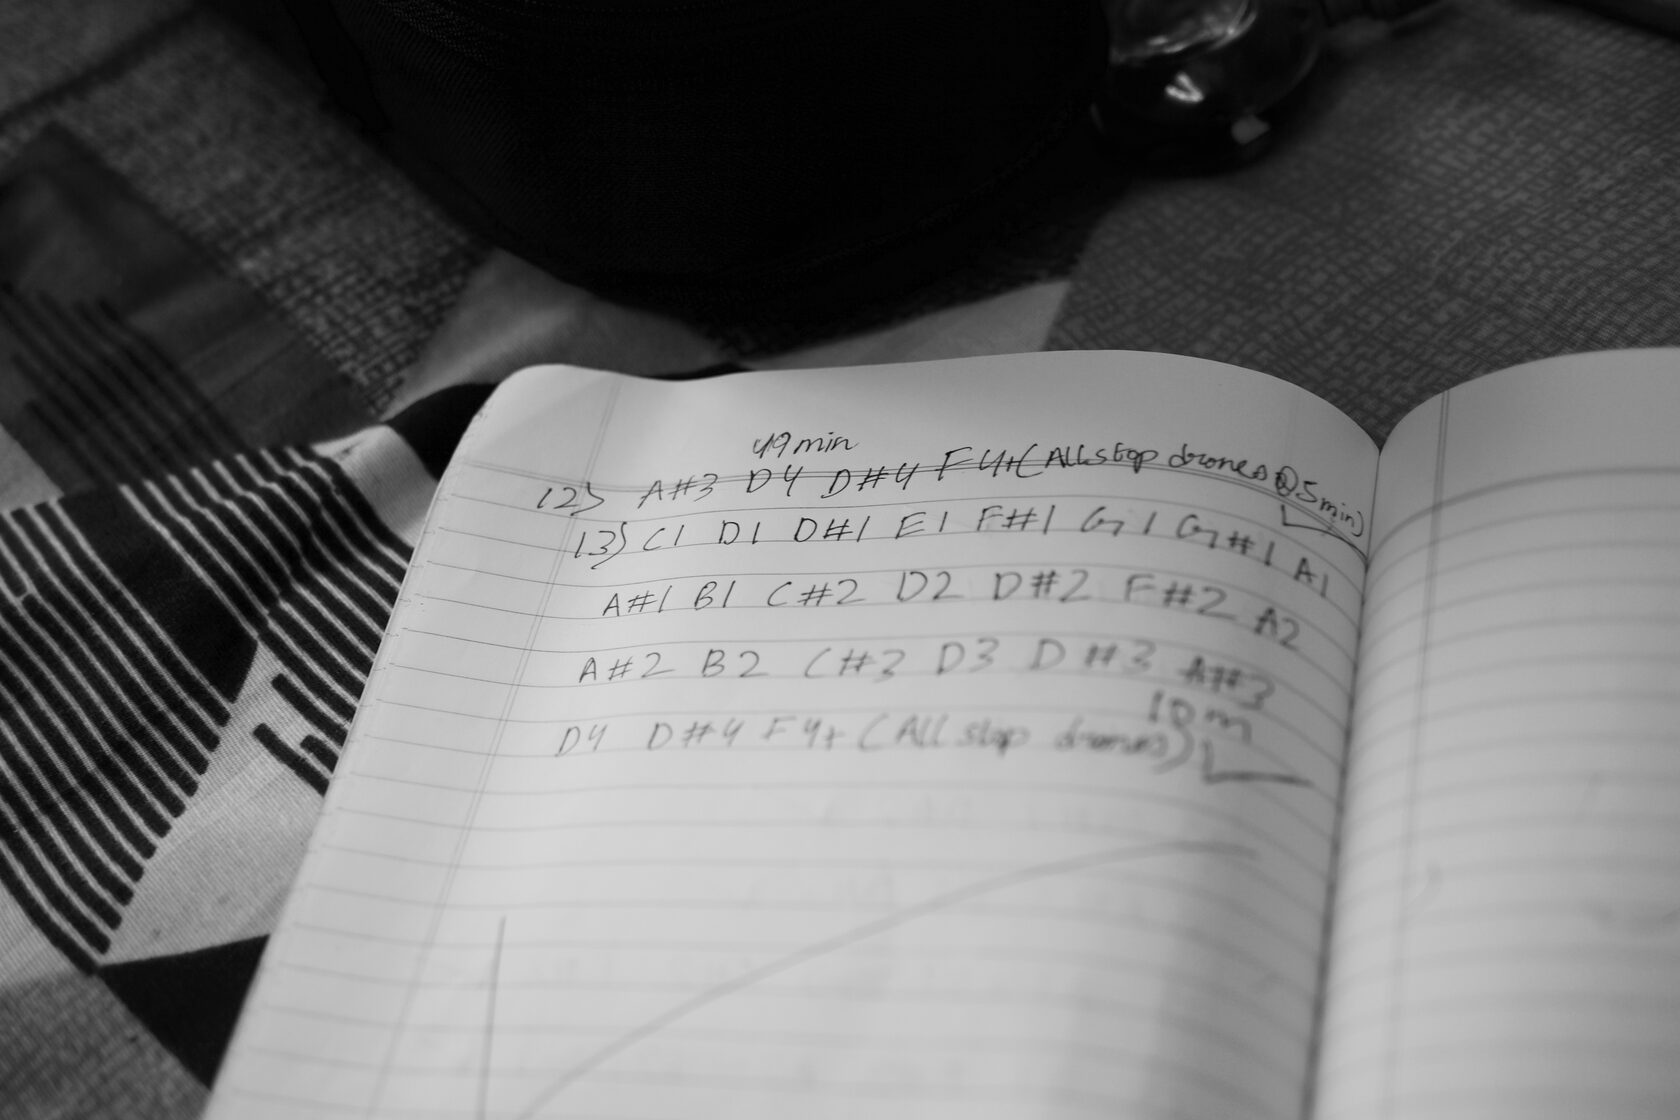 49 min
12) A#3 D4 D#4 F4+ (All stop drones @ 5 min)
13) C1 D1 D#1 E1 F#1 G1 G#1 A1
A#1 B1 C#2 D2 D#2 F#2 A2
A#2 B2 C#3 D3 D#3 A#3
10 m
D4 D#4 F4+ (All stop drones)